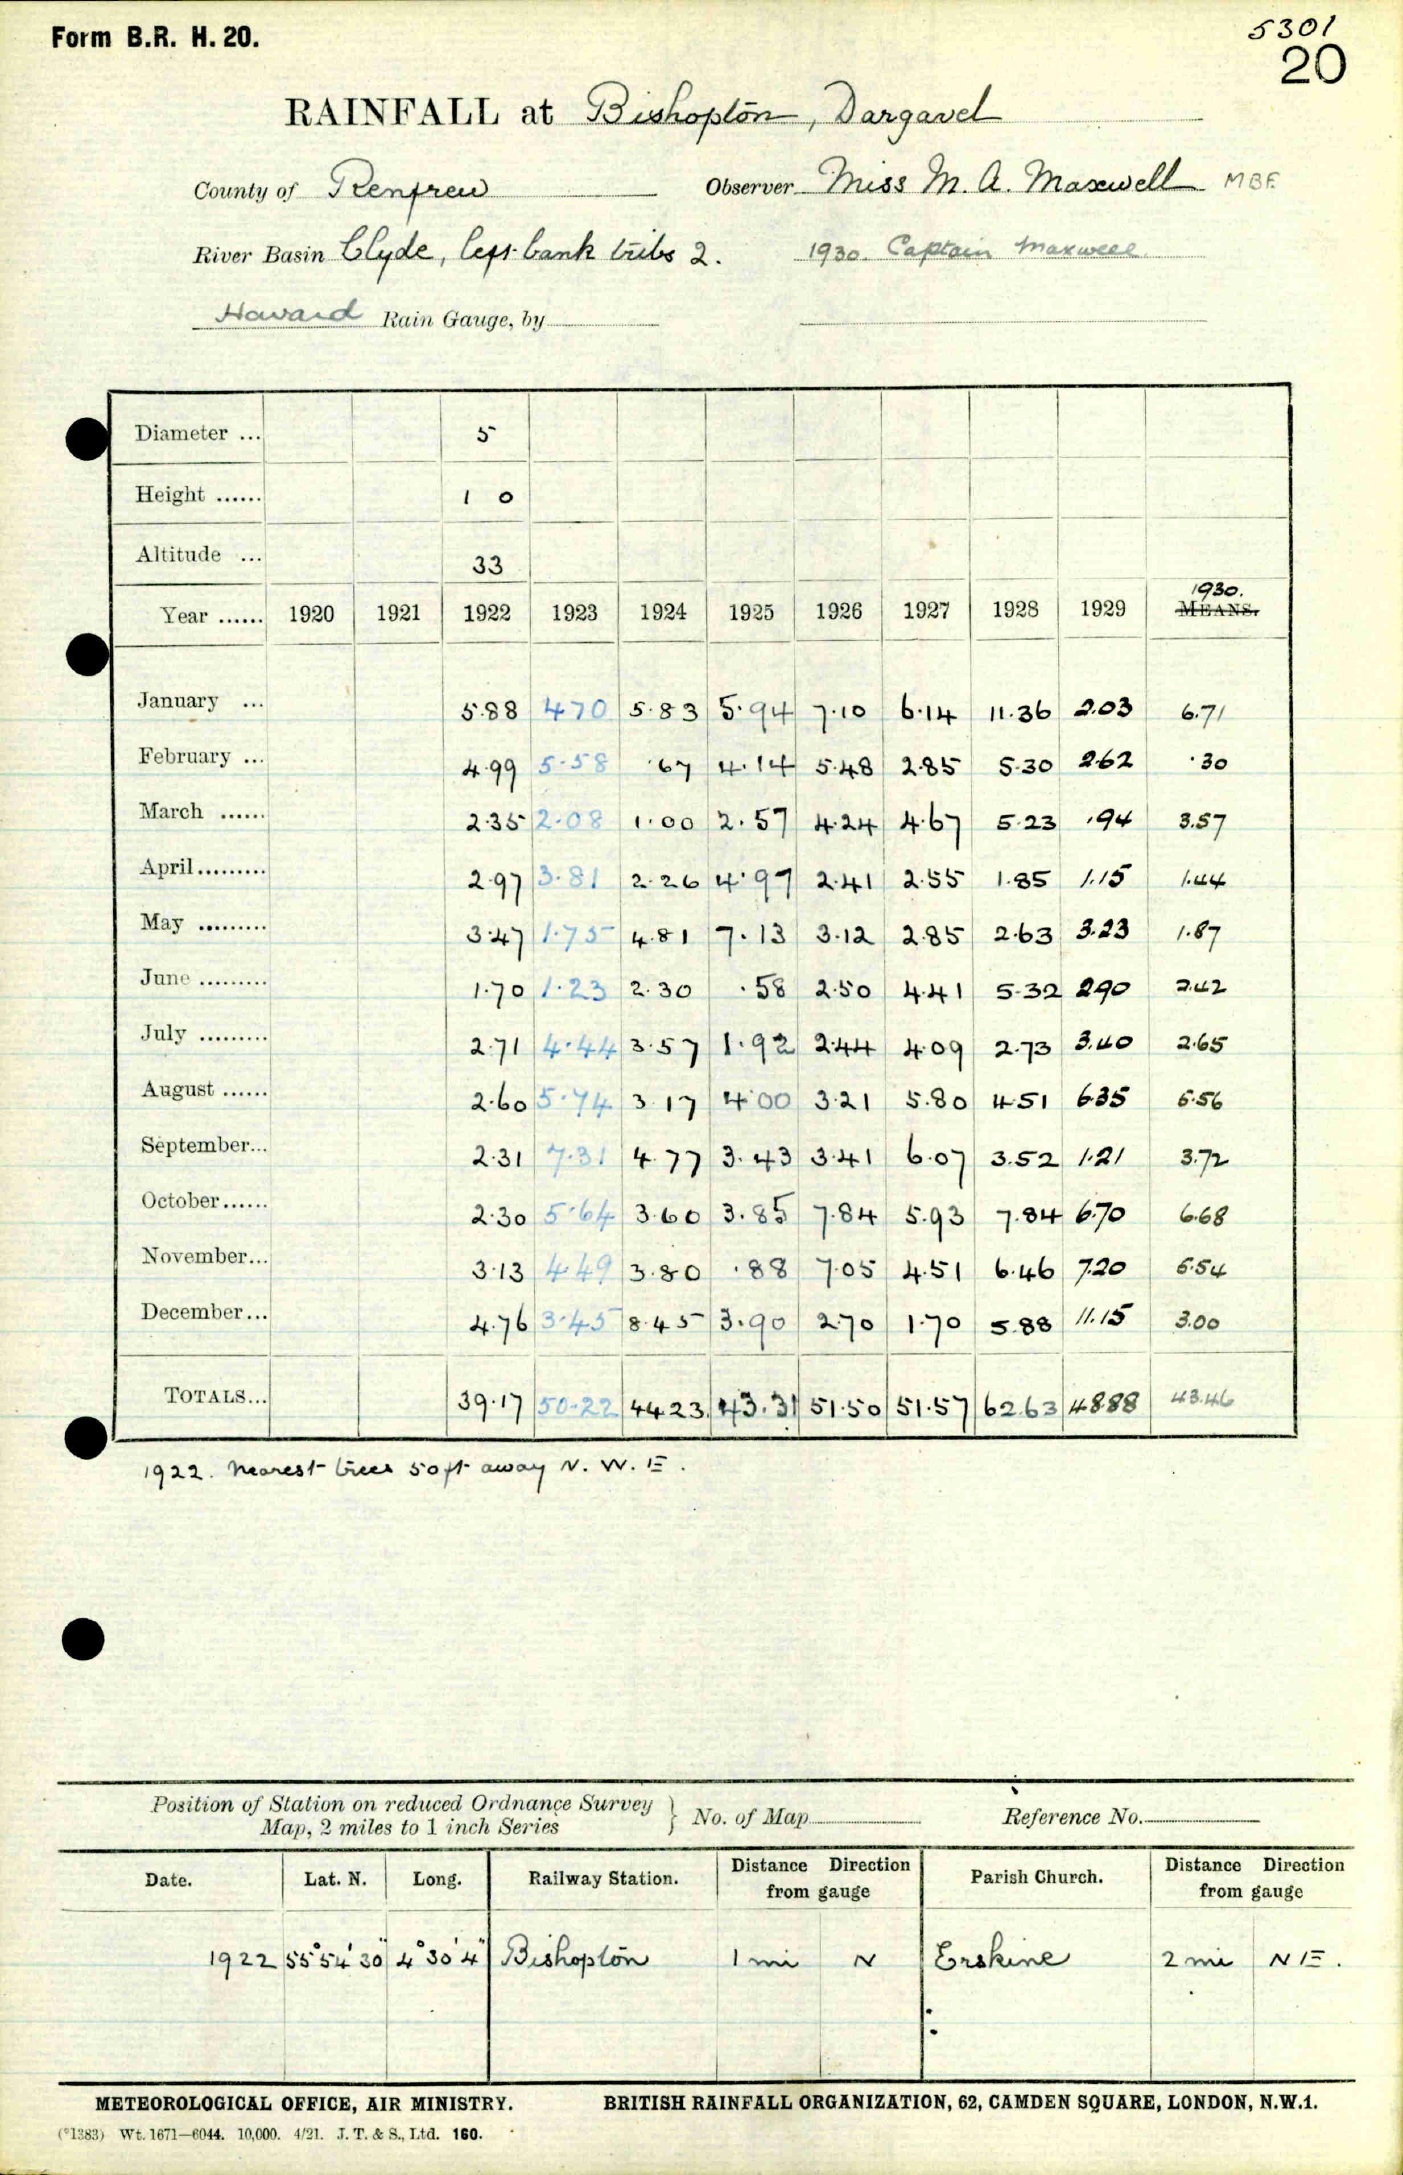 Form B.R. H. 20.
5301
20
RAINFALL at Bishopton, Dargavel
County of Renfrew Observer Miss M. A. Maxwell MBE
River Basin Clyde, left bank tribs 2. 1930. Captain Maxwell
Howard Rain Gauge, by
Diameter ... 5
Height ...... 1 0
Altitude ... 33
1930.
Year ...... 1920 1921 1922 1923 1924 1925 1926 1927 1928 1929 MEANS.
January ... 5.88 4.70 5.83 5.94 7.10 6.14 11.36 2.03 6.71
February ... 4.99 5.58 .67 4.14 5.48 2.85 5.30 2.62 .30
March ...... 2.35 2.08 1.00 2.57 4.24 4.67 5.23 .94 3.57
April......... 2.97 3.81 2.26 4.97 2.41 2.55 1.85 1.15 1.44
May ......... 3.47 1.75 4.81 7.13 3.12 2.85 2.63 3.23 1.87
June ......... 1.70 1.23 2.30 .58 2.50 4.41 5.32 2.90 2.42
July ......... 2.71 4.44 3.57 1.92 2.44 4.09 2.73 3.40 2.65
August ...... 2.60 5.74 3.17 4.00 3.21 5.80 4.51 6.35 5.56
September... 2.31 7.31 4.77 3.43 3.41 6.07 3.52 1.21 3.72
October...... 2.30 5.64 3.60 3.85 7.84 5.93 7.84 6.70 6.68
November... 3.13 4.49 3.80 .88 7.05 4.51 6.46 7.20 5.54
December... 4.76 3.45 8.45 3.90 2.70 1.70 5.88 11.15 3.00
TOTALS... 39.17 50.22 44.23 43.31 51.50 51.57 62.63 48.88 43.46
1922. Nearest trees 50ft away N. W. E.
Position of Station on reduced Ordnance Survey
Map, 2 miles to 1 inch Series } No. of Map Reference No.
Date. Lat. N. Long. Railway Station. Distance Direction from gauge Parish Church. Distance Direction from gauge
1922 55°54'30" 4°30'4" Bishopton 1 mi N Erskine 2 mi NE.
METEOROLOGICAL OFFICE, AIR MINISTRY. BRITISH RAINFALL ORGANIZATION, 62, CAMDEN SQUARE, LONDON, N.W.1.
(*1383) Wt. 1671—6044. 10,000. 4/21. J. T. & S., Ltd. 160.